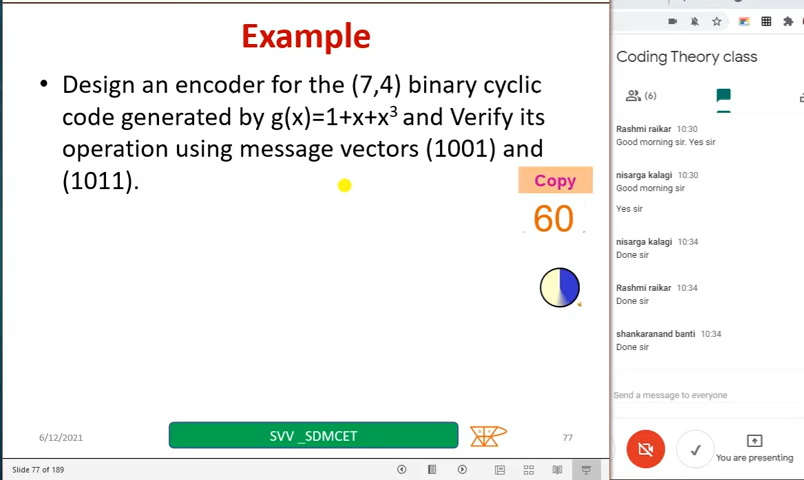 Example
• Design an encoder for the (7,4) binary cyclic
code generated by g(x)=1+x+x³ and Verify its
operation using message vectors (1001) and
(1011).
Copy
60
6/12/2021
SVV _SDMCET
77
Slide 77 of 189
Coding Theory class
(6)
Rashmi raikar 10:30
Good morning sir. Yes sir
nisarga kalagi 10:30
Good morning sir
Yes sir
nisarga kalagi 10:34
Done sir
Rashmi raikar 10:34
Done sir
shankaranand banti 10:34
Done sir
Send a message to everyone
You are presenting